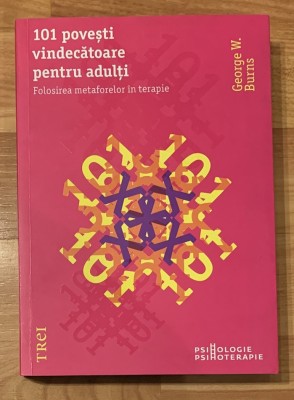 101 povești
vindecătoare
pentru adulți
Folosirea metaforelor în terapie
George W.
Burns
TREI
PSIHOLOGIE
PSIHOTERAPIE